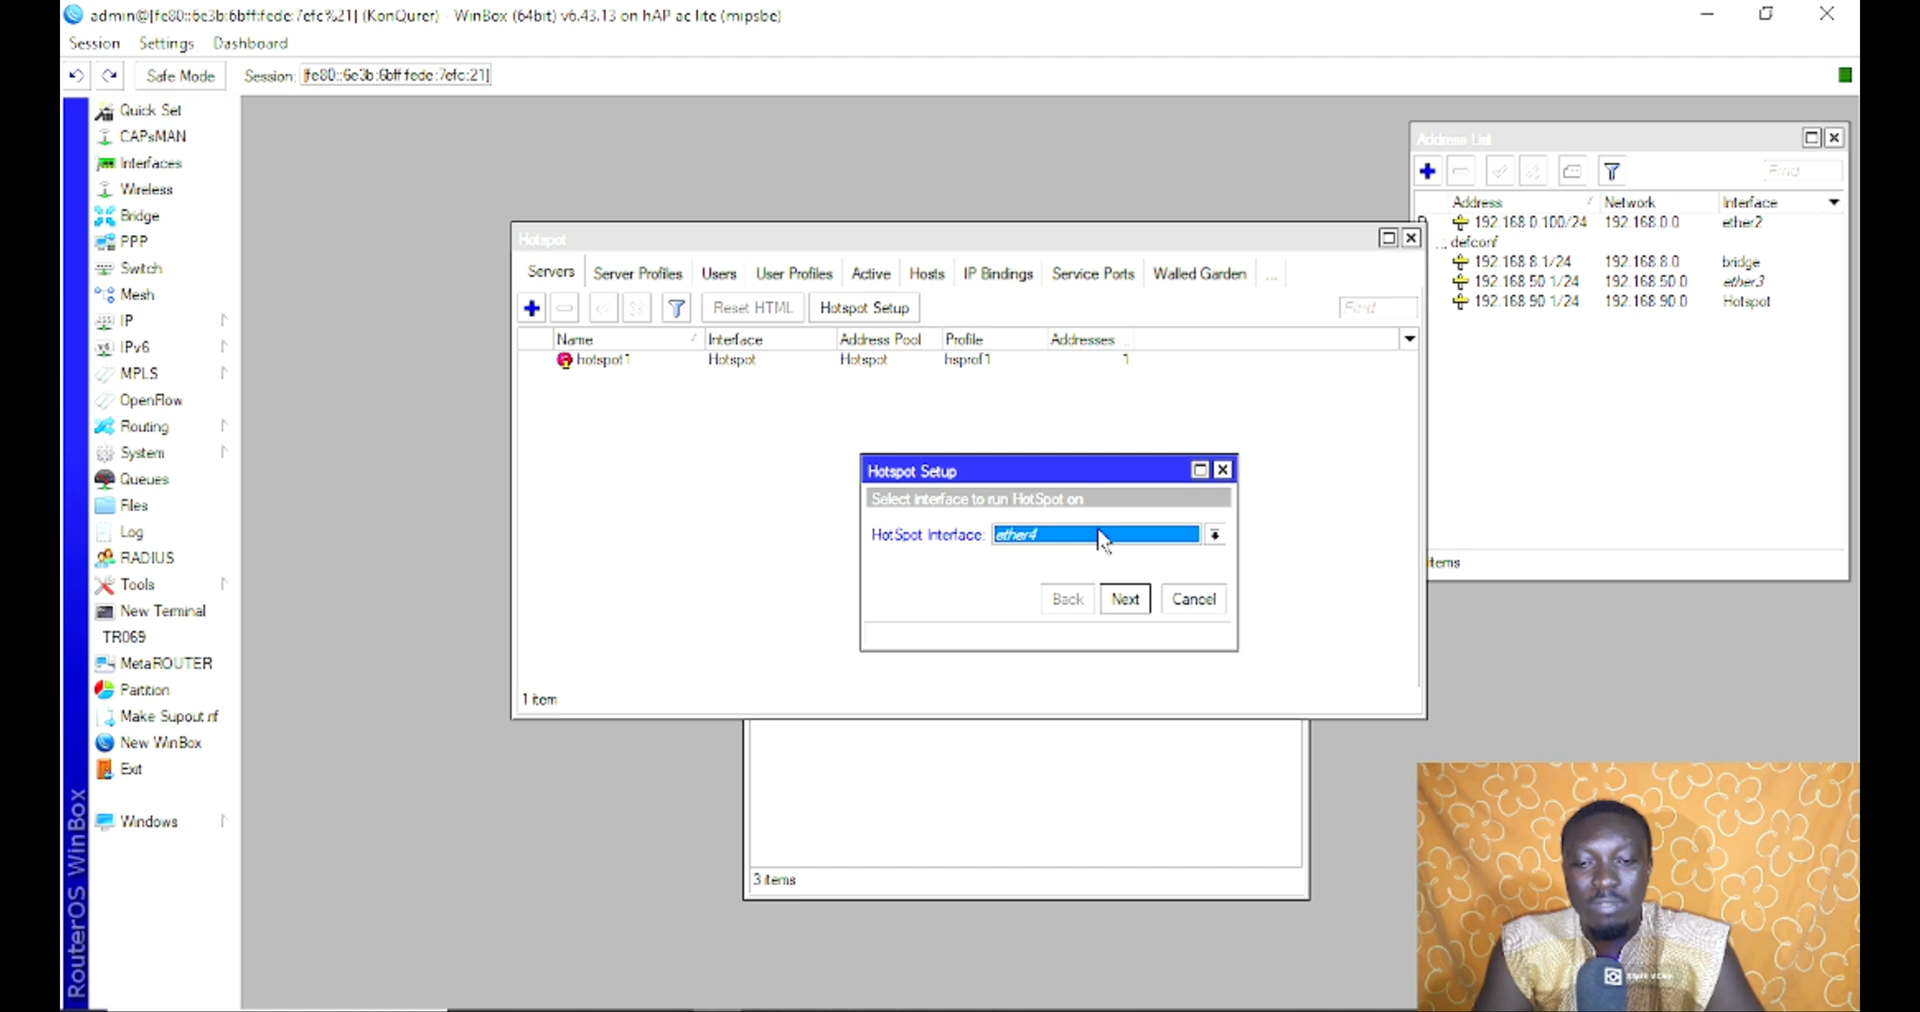 admin@[fe80::6e3b:6bff:fede:7efc%21] (KonQurer) - WinBox (64bit) v6.43.13 on hAP ac lite (mipsbe)
Session Settings Dashboard
Safe Mode Session: [fe80::6e3b:6bff:fede:7efc:21]
Quick Set
CAPsMAN
Interfaces
Wireless
Bridge
PPP
Switch
Mesh
IP
IPv6
MPLS
OpenFlow
Routing
System
Queues
Files
Log
RADIUS
Tools
New Terminal
TR069
MetaROUTER
Partition
Make Supout.rif
New WinBox
Exit
Windows
RouterOS WinBox
Address List
Find
Address Network Interface
192.168.0.100/24 192.168.0.0 ether2
... defconf
192.168.8.1/24 192.168.8.0 bridge
192.168.50.1/24 192.168.50.0 ether3
192.168.90.1/24 192.168.90.0 Hotspot
items
Hotspot
Servers Server Profiles Users User Profiles Active Hosts IP Bindings Service Ports Walled Garden ...
Reset HTML Hotspot Setup Find
Name Interface Address Pool Profile Addresses ...
hotspot1 Hotspot Hotspot hsprof1 1
1 item
Hotspot Setup
Select interface to run HotSpot on
HotSpot Interface: ether4
Back Next Cancel
3 items